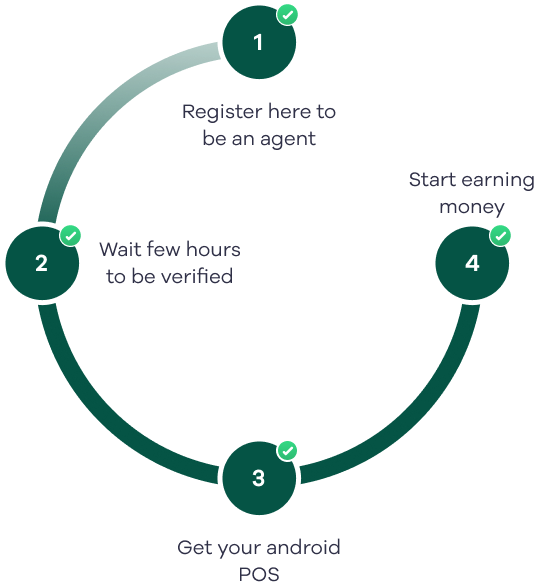 1
Register here to
be an agent
2
Wait few hours
to be verified
3
Get your android
POS
4
Start earning
money